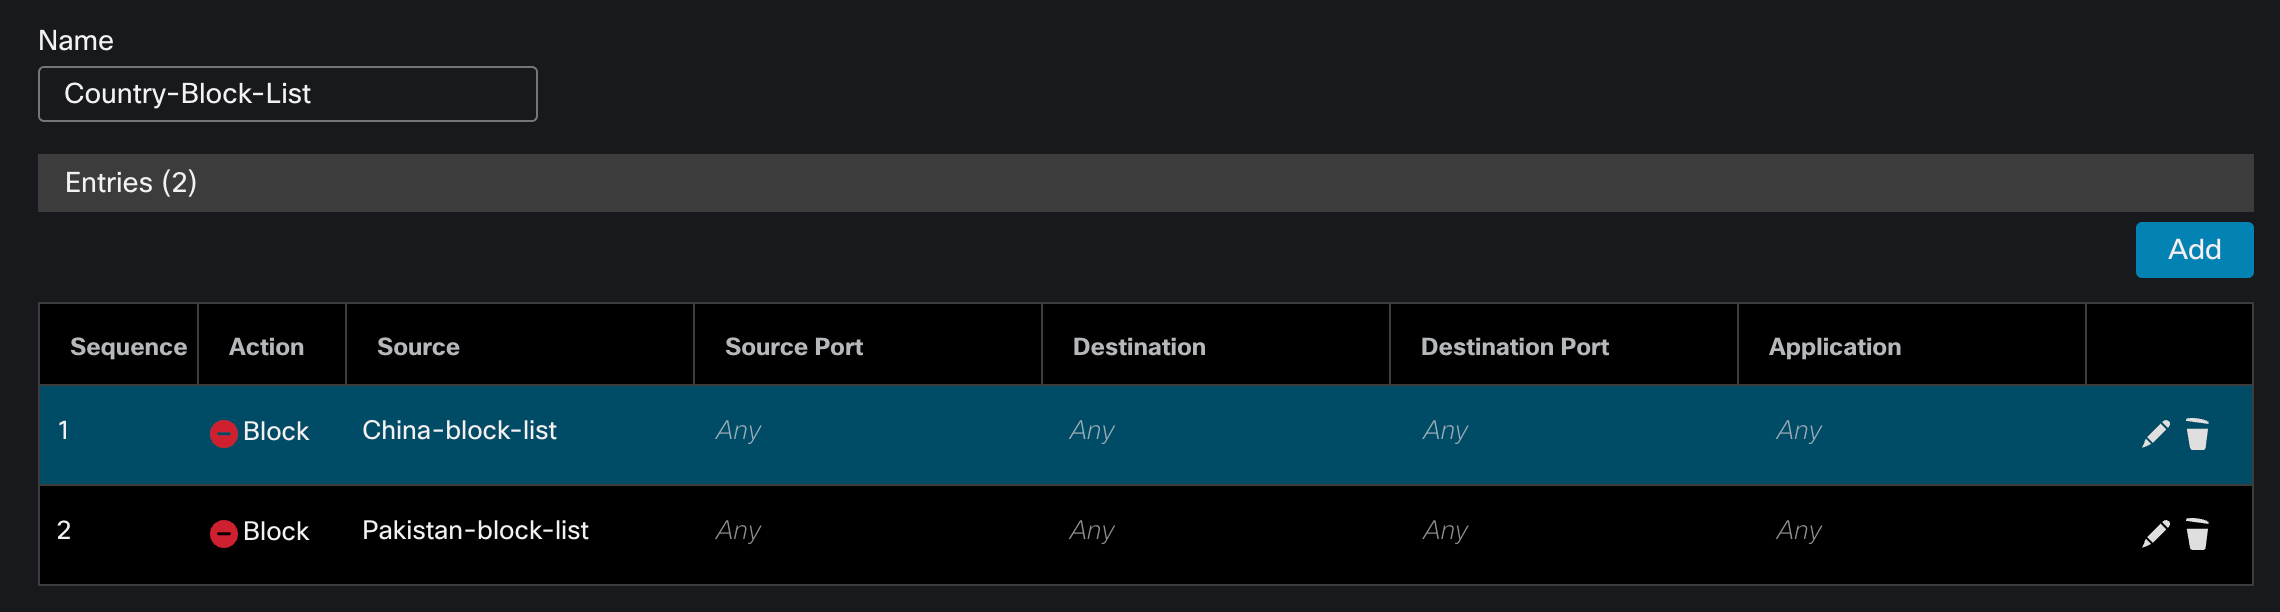 Name
Country-Block-List
Entries (2)
Add
Sequence Action Source Source Port Destination Destination Port Application
1 Block China-block-list Any Any Any Any
2 Block Pakistan-block-list Any Any Any Any